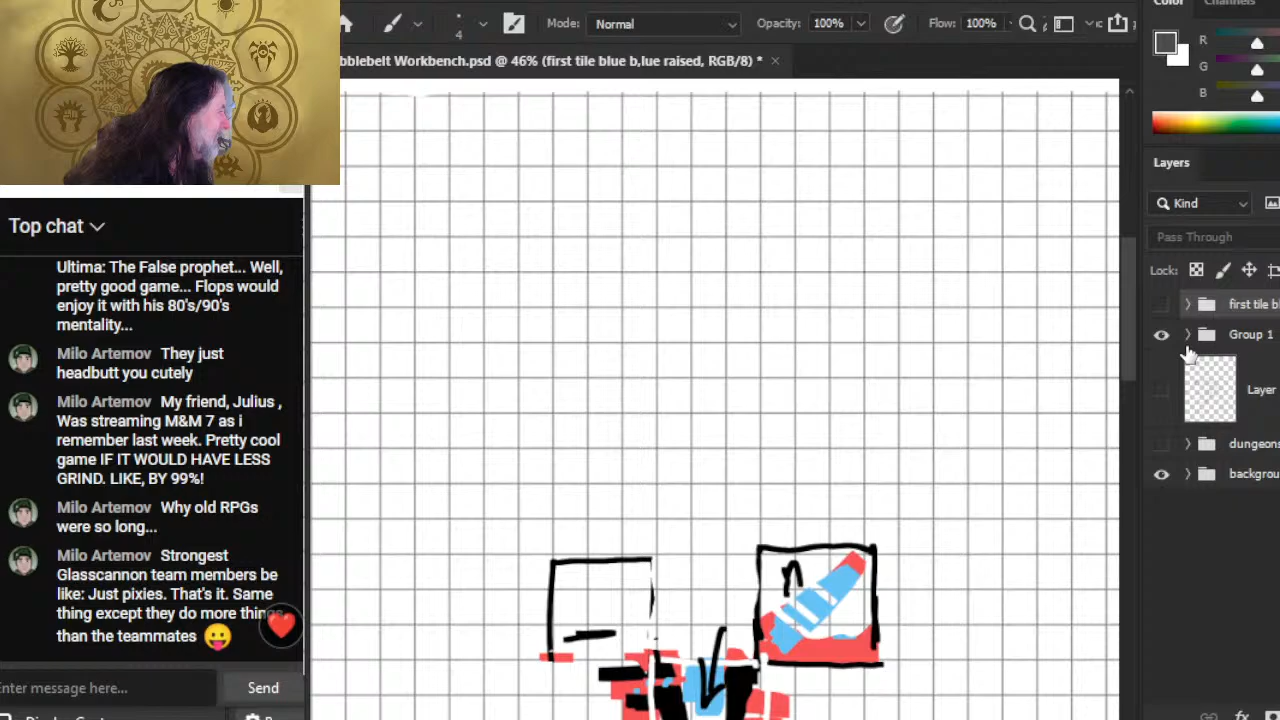 4
Mode:
Normal
Opacity:
100%
Flow:
100%
bblebelt Workbench.psd @ 46% (first tile blue b,lue raised, RGB/8) *
Color
Channels
R
G
B
Layers
Kind
Pass Through
Lock:
first tile bl
Group 1
Layer
dungeons
backgrou
Top chat
Ultima: The False prophet... Well,
pretty good game... Flops would
enjoy it with his 80's/90's
mentality...
Milo Artemov They just
headbutt you cutely
Milo Artemov My friend, Julius ,
Was streaming M&M 7 as i
remember last week. Pretty cool
game IF IT WOULD HAVE LESS
GRIND. LIKE, BY 99%!
Milo Artemov Why old RPGs
were so long...
Milo Artemov Strongest
Glasscannon team members be
like: Just pixies. That's it. Same
thing except they do more things
than the teammates
Enter message here...
Send
fx